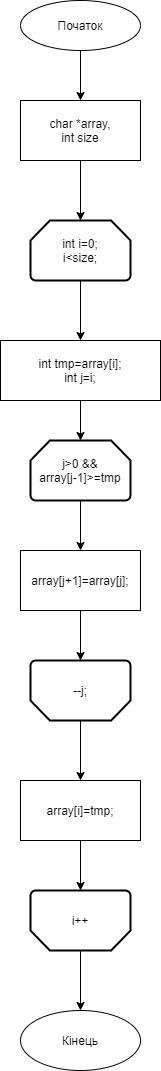 Початок
char *array,
int size
int i=0;
i<size;
int tmp=array[i];
int j=i;
j>0 &&
array[j-1]>=tmp
array[j+1]=array[j];
--j;
array[i]=tmp;
i++
Кінець